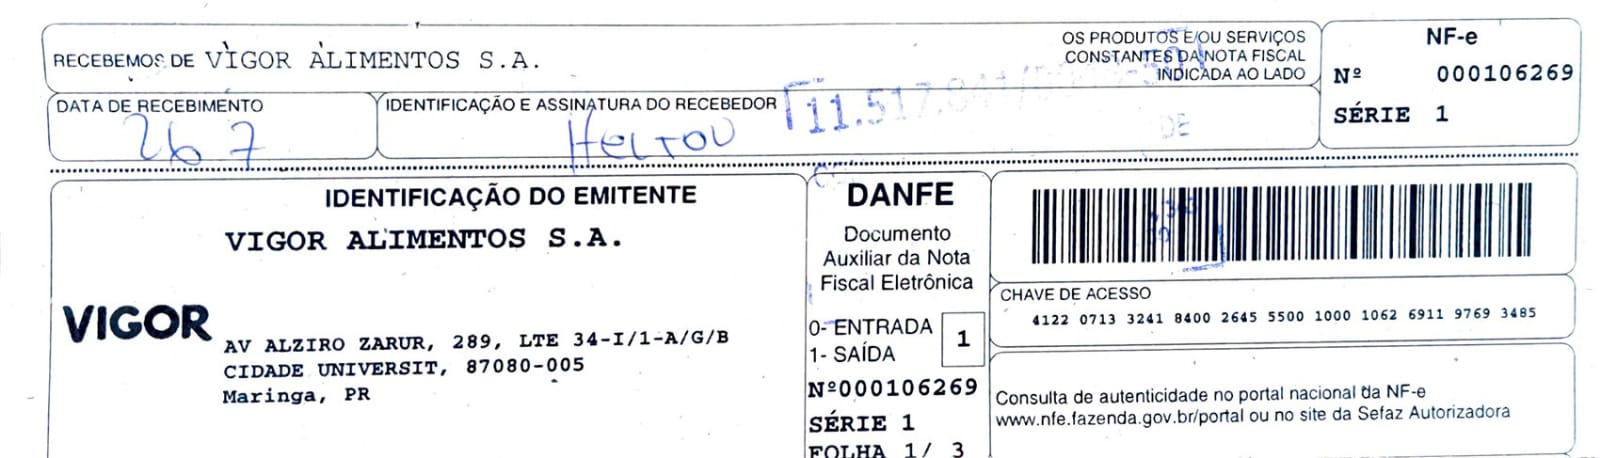 RECEBEMOS DE VIGOR ALIMENTOS S.A.
OS PRODUTOS E/OU SERVIÇOS
CONSTANTES DA NOTA FISCAL
INDICADA AO LADO
NF-e
Nº 000106269
SÉRIE 1
DATA DE RECEBIMENTO
26 7
IDENTIFICAÇÃO E ASSINATURA DO RECEBEDOR
11.517.841/
DE
IDENTIFICAÇÃO DO EMITENTE
VIGOR ALIMENTOS S.A.
VIGOR
AV ALZIRO ZARUR, 289, LTE 34-I/1-A/G/B
CIDADE UNIVERSIT, 87080-005
Maringa, PR
DANFE
Documento
Auxiliar da Nota
Fiscal Eletrônica
0- ENTRADA
1- SAÍDA
1
Nº000106269
SÉRIE 1
FOLHA 1/ 3
CHAVE DE ACESSO
4122 0713 3241 8400 2645 5500 1000 1062 6911 9769 3485
Consulta de autenticidade no portal nacional da NF-e
www.nfe.fazenda.gov.br/portal ou no site da Sefaz Autorizadora